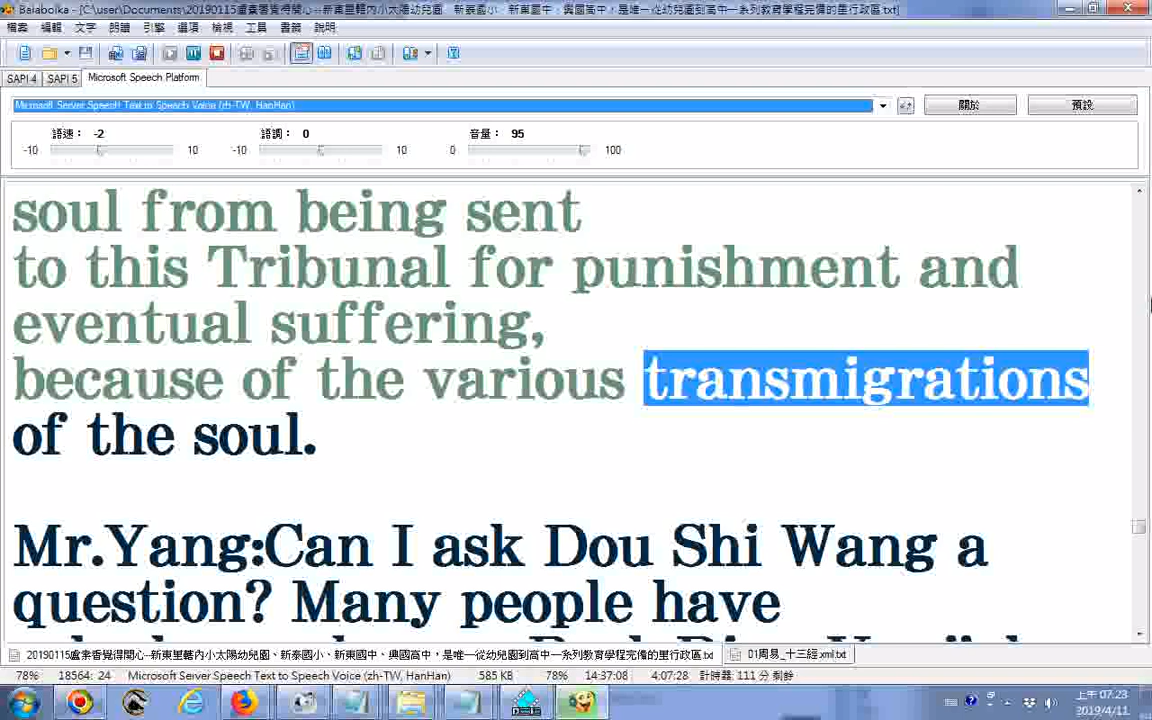 Balabolka - [C:\user\Documents\20190115盧業香覺得開心--新東里轄內小太陽幼兒園、新泰國小、新東國中、興國高中，是唯一從幼兒園到高中一系列教育學程完備的里行政區.txt]
檔案 編輯 文字 朗讀 引擎 選項 檢視 工具 書籤 說明
SAPI 4 SAPI 5 Microsoft Speech Platform
Microsoft Server Speech Text to Speech Voice (zh-TW, HanHan) 關於 預設
語速： -2 語調： 0 音量： 95
-10 10 -10 10 0 100
soul from being sent
to this Tribunal for punishment and
eventual suffering,
because of the various transmigrations
of the soul.
Mr.Yang:Can I ask Dou Shi Wang a
question? Many people have
20190115盧業香覺得開心--新東里轄內小太陽幼兒園、新泰國小、新東國中、興國高中，是唯一從幼兒園到高中一系列教育學程完備的里行政區.txt 01周易_十三經.xml.txt
78% 18564: 24 Microsoft Server Speech Text to Speech Voice (zh-TW, HanHan) 585 KB 78% 14:37:08 4:07:28 計時器: 111 分 剩餘
上午 07:23
2019/4/11